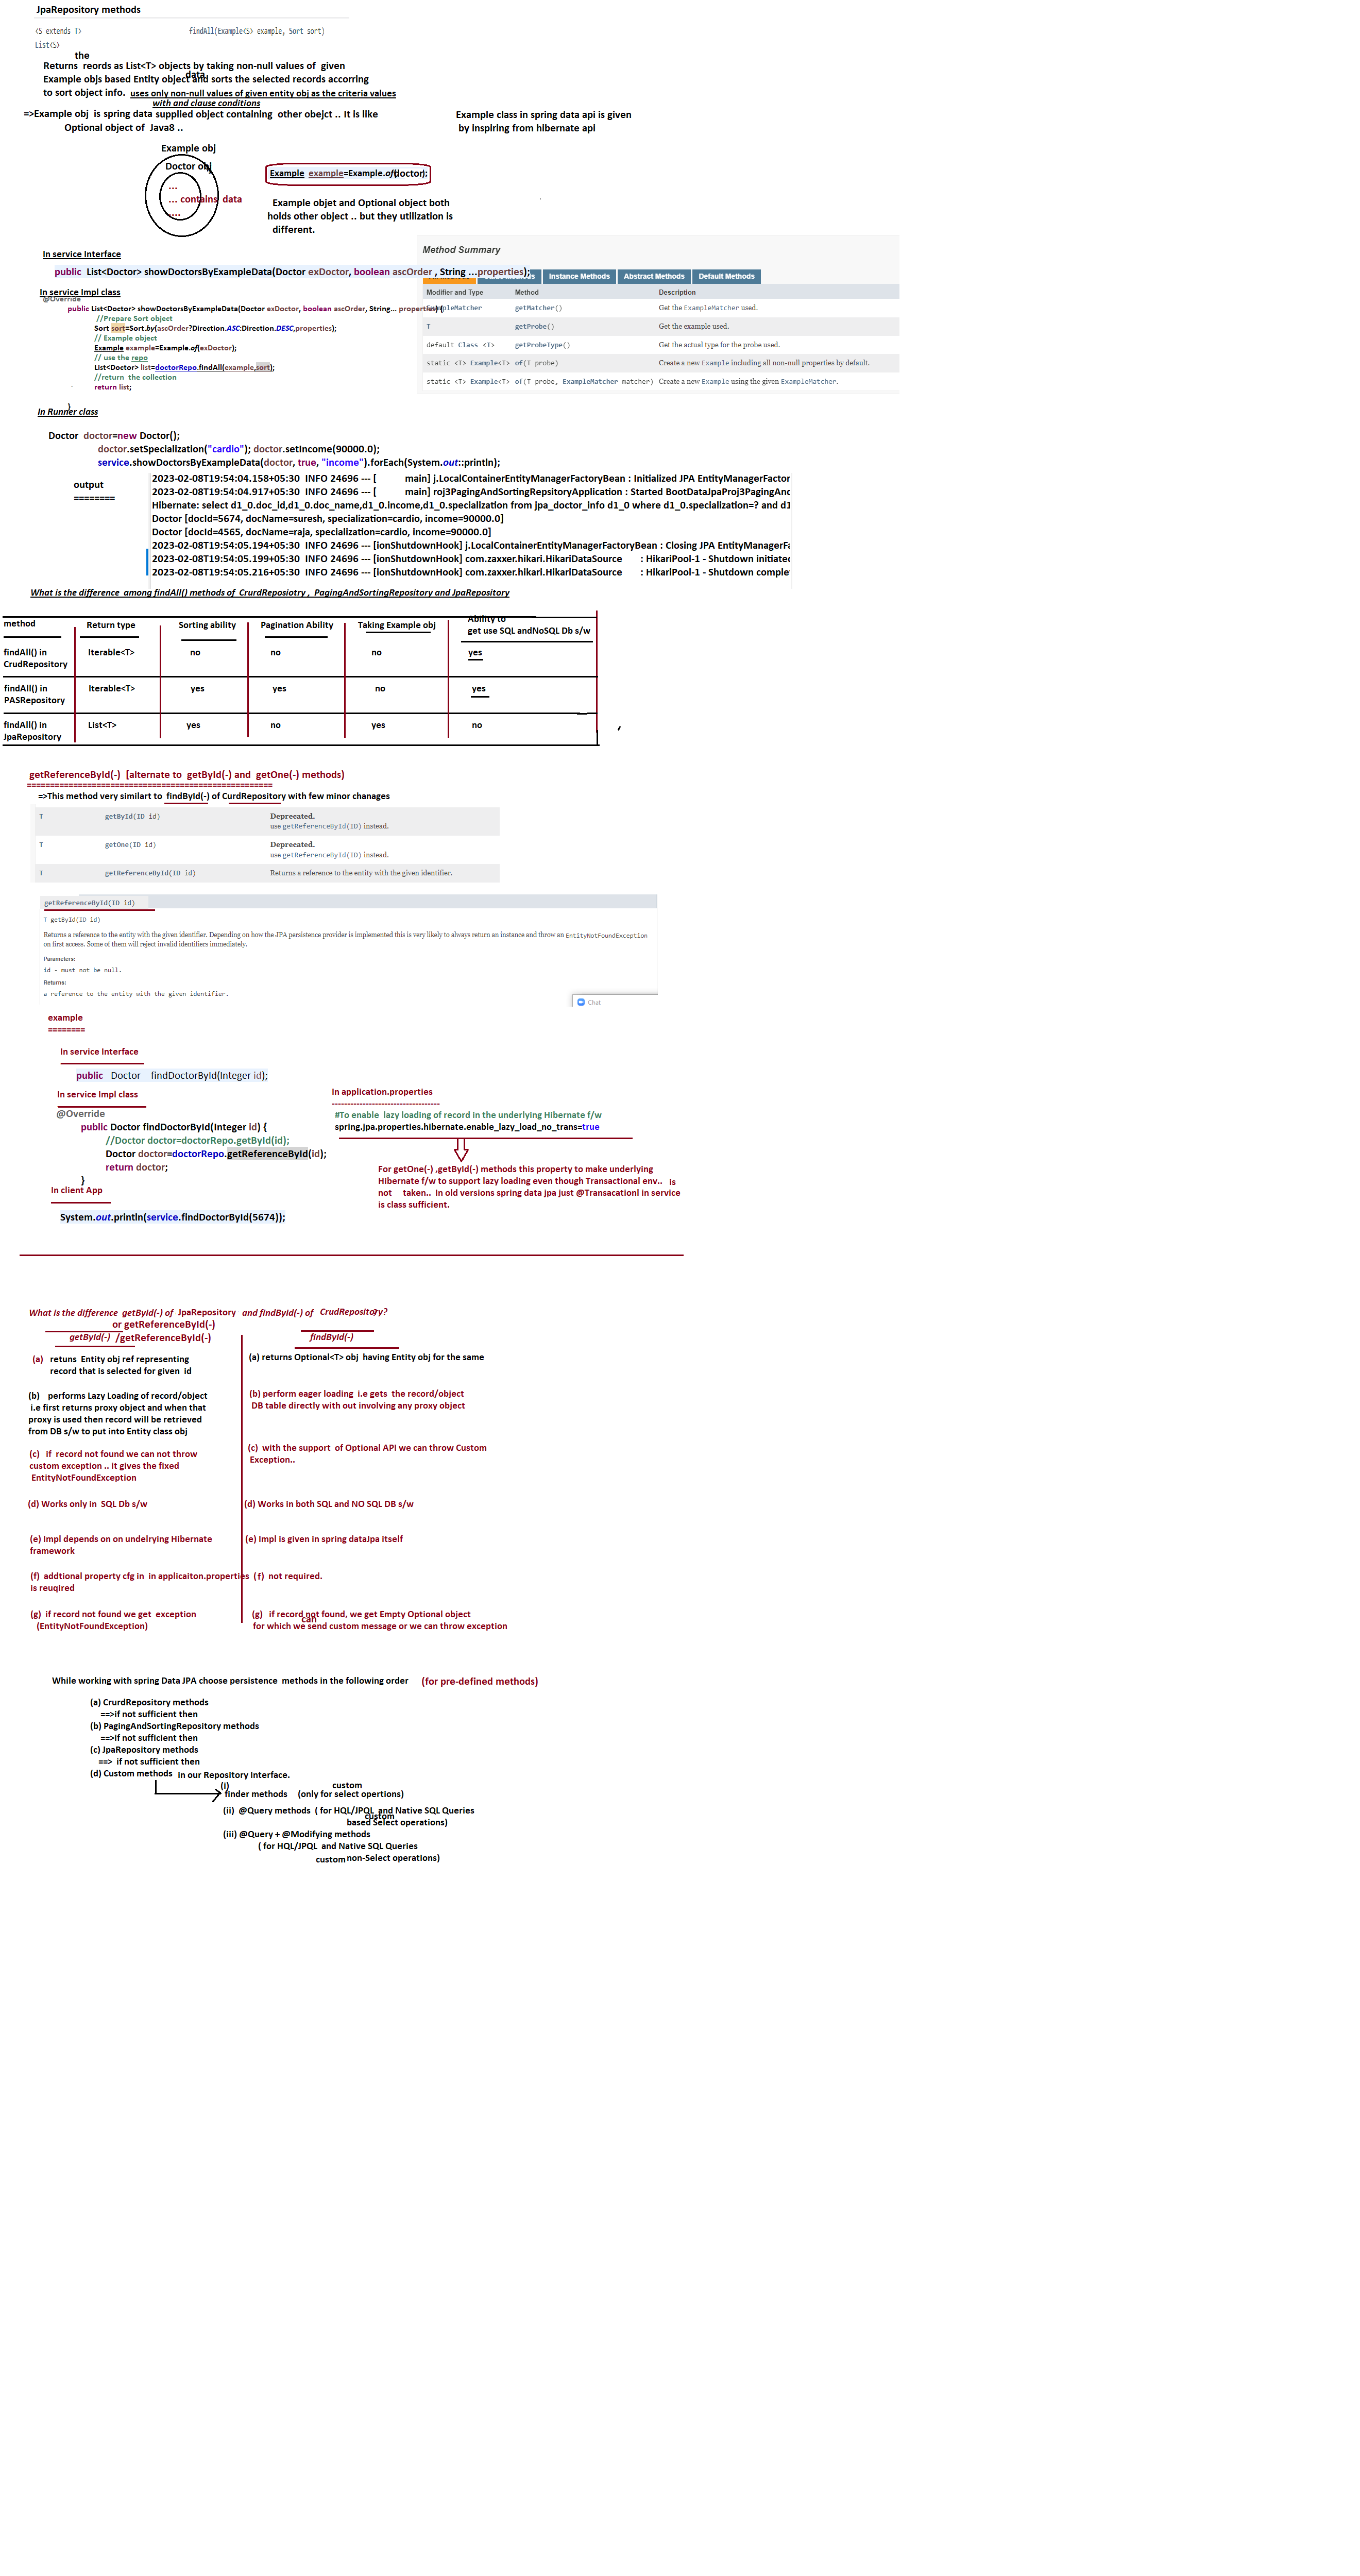 JpaRepository methods
<S extends T> findAll(Example<S> example, Sort sort)
List<S>
the
Returns reords as List<T> objects by taking non-null values of given
data
Example objs based Entity object and sorts the selected records accorring
to sort object info. uses only non-null values of given entity obj as the criteria values
with and clause conditions
=>Example obj is spring data supplied object containing other obejct .. It is like
Optional object of Java8 ..
Example class in spring data api is given
by inspiring from hibernate api
Example obj
Doctor obj
...
... contains data
....
Example example=Example.of(doctor);
Example objet and Optional object both
holds other object .. but they utilization is
different.
In service Interface
public List<Doctor> showDoctorsByExampleData(Doctor exDoctor, boolean ascOrder , String ...properties);
In service Impl class
@Override
public List<Doctor> showDoctorsByExampleData(Doctor exDoctor, boolean ascOrder, String... properties) {
//Prepare Sort object
Sort sort=Sort.by(ascOrder?Direction.ASC:Direction.DESC,properties);
// Example object
Example example=Example.of(exDoctor);
// use the repo
List<Doctor> list=doctorRepo.findAll(example,sort);
//return the collection
return list;
}
Method Summary
Instance Methods Abstract Methods Default Methods
Modifier and Type Method Description
getMatcher() Get the ExampleMatcher used.
T getProbe() Get the example used.
default Class <T> getProbeType() Get the actual type for the probe used.
static <T> Example<T> of(T probe) Create a new Example including all non-null properties by default.
static <T> Example<T> of(T probe, ExampleMatcher matcher) Create a new Example using the given ExampleMatcher.
In Runner class
Doctor doctor=new Doctor();
doctor.setSpecialization("cardio"); doctor.setIncome(90000.0);
service.showDoctorsByExampleData(doctor, true, "income").forEach(System.out::println);
output
========
2023-02-08T19:54:04.158+05:30 INFO 24696 --- [ main] j.LocalContainerEntityManagerFactoryBean : Initialized JPA EntityManagerFactor
2023-02-08T19:54:04.917+05:30 INFO 24696 --- [ main] roj3PagingAndSortingRepsitoryApplication : Started BootDataJpaProj3PagingAnd
Hibernate: select d1_0.doc_id,d1_0.doc_name,d1_0.income,d1_0.specialization from jpa_doctor_info d1_0 where d1_0.specialization=? and d1
Doctor [docId=5674, docName=suresh, specialization=cardio, income=90000.0]
Doctor [docId=4565, docName=raja, specialization=cardio, income=90000.0]
2023-02-08T19:54:05.194+05:30 INFO 24696 --- [ionShutdownHook] j.LocalContainerEntityManagerFactoryBean : Closing JPA EntityManagerFa
2023-02-08T19:54:05.199+05:30 INFO 24696 --- [ionShutdownHook] com.zaxxer.hikari.HikariDataSource : HikariPool-1 - Shutdown initiated
2023-02-08T19:54:05.216+05:30 INFO 24696 --- [ionShutdownHook] com.zaxxer.hikari.HikariDataSource : HikariPool-1 - Shutdown complet
What is the difference among findAll() methods of CrurdReposiotry , PagingAndSortingRepository and JpaRepository
method Return type Sorting ability Pagination Ability Taking Example obj Ability to
get use SQL andNoSQL Db s/w
findAll() in Iterable<T> no no no yes
CrudRepository
findAll() in Iterable<T> yes yes no yes
PASRepository
findAll() in List<T> yes no yes no
JpaRepository
getReferenceById(-) [alternate to getById(-) and getOne(-) methods)
=====================================================
=>This method very similart to findById(-) of CurdRepository with few minor chanages
T getById(ID id) Deprecated.
use getReferenceById(ID) instead.
T getOne(ID id) Deprecated.
use getReferenceById(ID) instead.
T getReferenceById(ID id) Returns a reference to the entity with the given identifier.
getReferenceById(ID id)
T getById(ID id)
Returns a reference to the entity with the given identifier. Depending on how the JPA persistence provider is implemented this is very likely to always return an instance and throw an EntityNotFoundException
on first access. Some of them will reject invalid identifiers immediately.
Parameters:
id - must not be null.
Returns:
a reference to the entity with the given identifier.
Chat
example
========
In service Interface
public Doctor findDoctorById(Integer id);
In service Impl class
@Override
public Doctor findDoctorById(Integer id) {
//Doctor doctor=doctorRepo.getById(id);
Doctor doctor=doctorRepo.getReferenceById(id);
return doctor;
}
In client App
System.out.println(service.findDoctorById(5674));
In application.properties
-----------------------------------
#To enable lazy loading of record in the underlying Hibernate f/w
spring.jpa.properties.hibernate.enable_lazy_load_no_trans=true
For getOne(-) ,getById(-) methods this property to make underlying
Hibernate f/w to support lazy loading even though Transactional env.. is
not taken.. In old versions spring data jpa just @Transacationl in service
is class sufficient.
What is the difference getById(-) of JpaRepository and findById(-) of CrudRepository?
or getReferenceById(-)
getById(-) /getReferenceById(-)
findById(-)
(a) retuns Entity obj ref representing
record that is selected for given id
(a) returns Optional<T> obj having Entity obj for the same
(b) performs Lazy Loading of record/object
i.e first returns proxy object and when that
proxy is used then record will be retrieved
from DB s/w to put into Entity class obj
(b) perform eager loading i.e gets the record/object
DB table directly with out involving any proxy object
(c) if record not found we can not throw
custom exception .. it gives the fixed
EntityNotFoundException
(c) with the support of Optional API we can throw Custom
Exception..
(d) Works only in SQL Db s/w
(d) Works in both SQL and NO SQL DB s/w
(e) Impl depends on on undelrying Hibernate
framework
(e) Impl is given in spring dataJpa itself
(f) addtional property cfg in in applicaiton.properties
is reuqired
(f) not required.
(g) if record not found we get exception
(EntityNotFoundException)
(g) if record not found, we get Empty Optional object
can
for which we send custom message or we can throw exception
While working with spring Data JPA choose persistence methods in the following order (for pre-defined methods)
(a) CrurdRepository methods
==>if not sufficient then
(b) PagingAndSortingRepository methods
==>if not sufficient then
(c) JpaRepository methods
==> if not sufficient then
(d) Custom methods in our Repository Interface.
(i) custom
finder methods (only for select opertions)
(ii) @Query methods ( for HQL/JPQL and Native SQL Queries
custom
based Select operations)
(iii) @Query + @Modifying methods
( for HQL/JPQL and Native SQL Queries
custom non-Select operations)